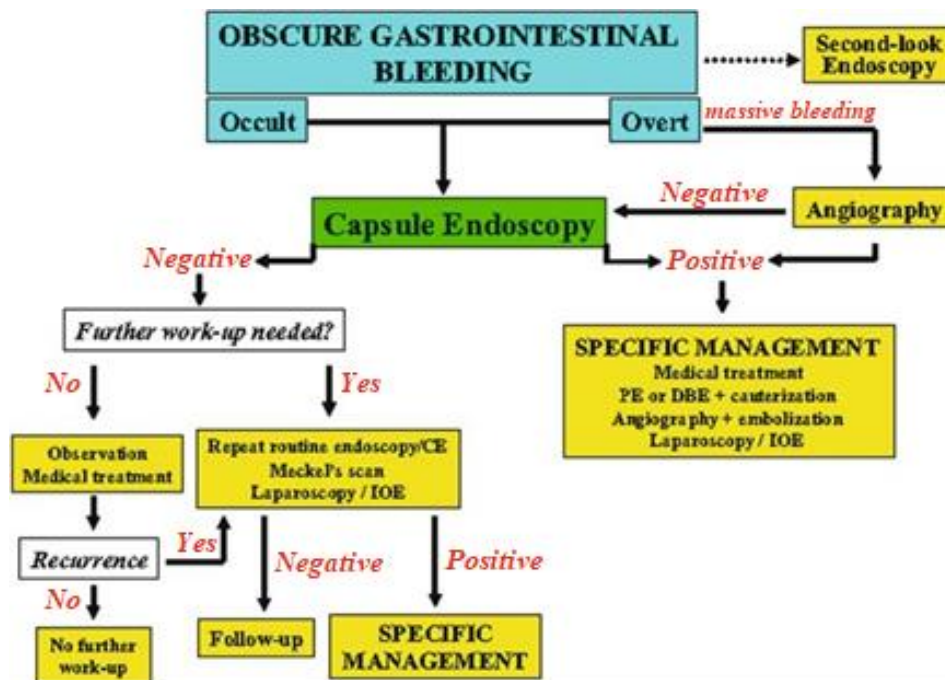 OBSCURE GASTROINTESTINAL
BLEEDING
Second-look
Endoscopy
Occult
Overt
massive bleeding
Negative
Angiography
Capsule Endoscopy
Negative
Positive
Further work-up needed?
SPECIFIC MANAGEMENT
Medical treatment
PE or DBE + cauterization
Angiography + embolization
Laparoscopy / IOE
No
Yes
Observation
Medical treatment
Repeat routine endoscopy/CE
Meckel's scan
Laparoscopy / IOE
Recurrence
Yes
Negative
Positive
No
No further
work-up
Follow-up
SPECIFIC
MANAGEMENT